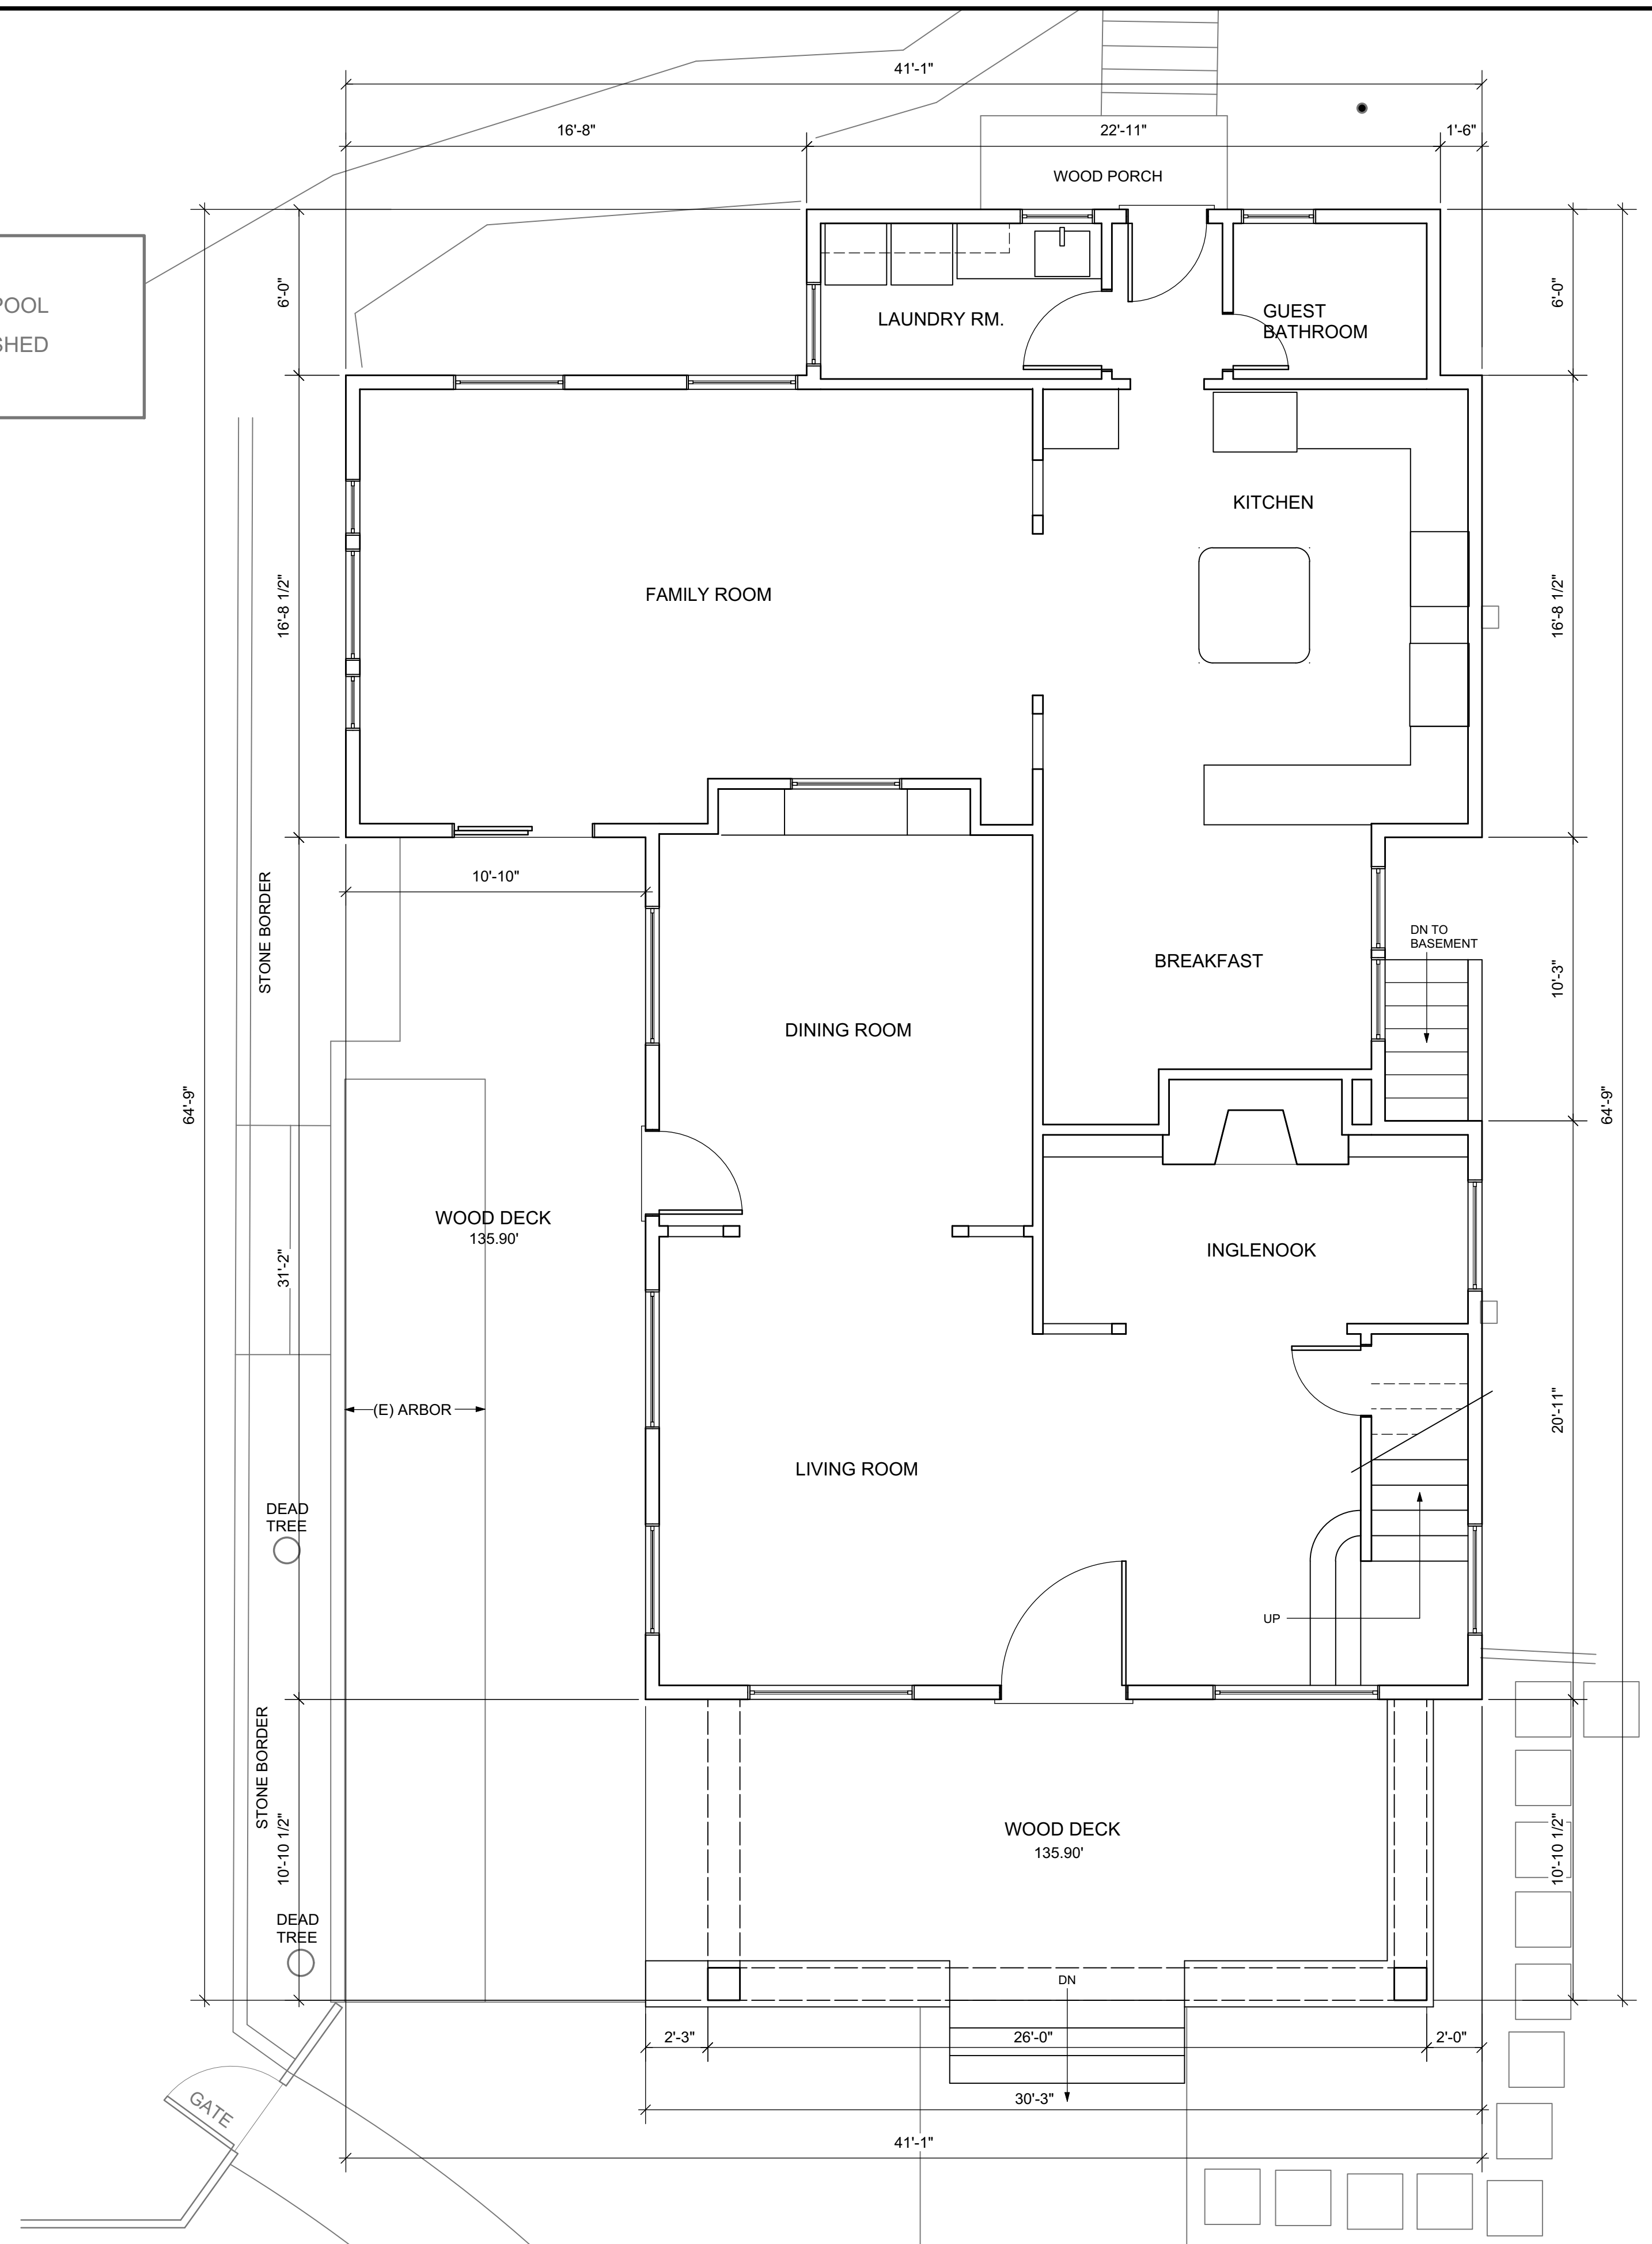 41'-1"
16'-8"
22'-11"
1'-6"
WOOD PORCH
POOL
SHED
6'-0"
6'-0"
LAUNDRY RM.
GUEST
BATHROOM
KITCHEN
FAMILY ROOM
16'-8 1/2"
16'-8 1/2"
10'-10"
STONE BORDER
DN TO
BASEMENT
BREAKFAST
10'-3"
DINING ROOM
64'-9"
64'-9"
WOOD DECK
135.90'
31'-2"
INGLENOOK
(E) ARBOR
20'-11"
LIVING ROOM
DEAD
TREE
UP
STONE BORDER
10'-10 1/2"
10'-10 1/2"
WOOD DECK
135.90'
DEAD
TREE
DN
2'-3"
26'-0"
2'-0"
GATE
30'-3"
41'-1"